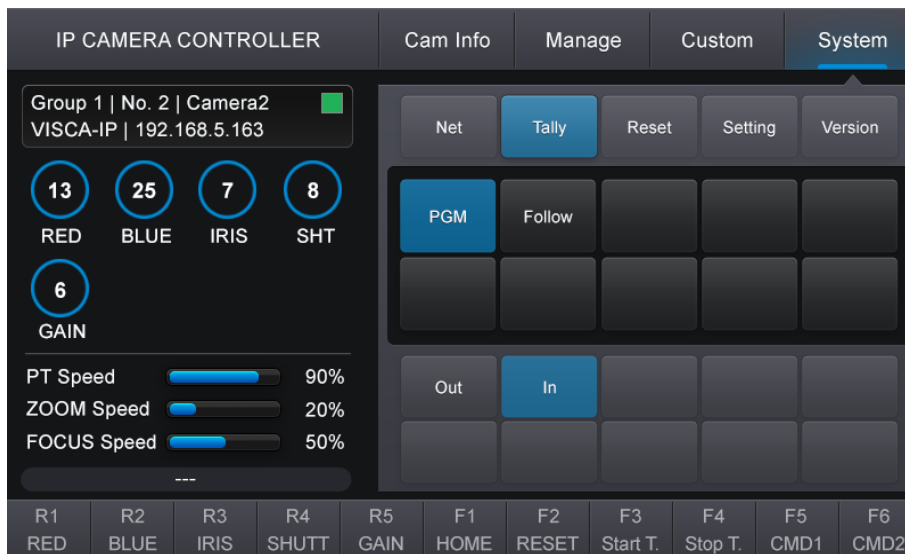 IP CAMERA CONTROLLER
Cam Info Manage Custom System
Group 1 | No. 2 | Camera2
VISCA-IP | 192.168.5.163
13 25 7 8
RED BLUE IRIS SHT
6
GAIN
PT Speed 90%
ZOOM Speed 20%
FOCUS Speed 50%
---
Net Tally Reset Setting Version
PGM Follow
Out In
R1 R2 R3 R4 R5 F1 F2 F3 F4 F5 F6
RED BLUE IRIS SHUTT GAIN HOME RESET Start T. Stop T. CMD1 CMD2